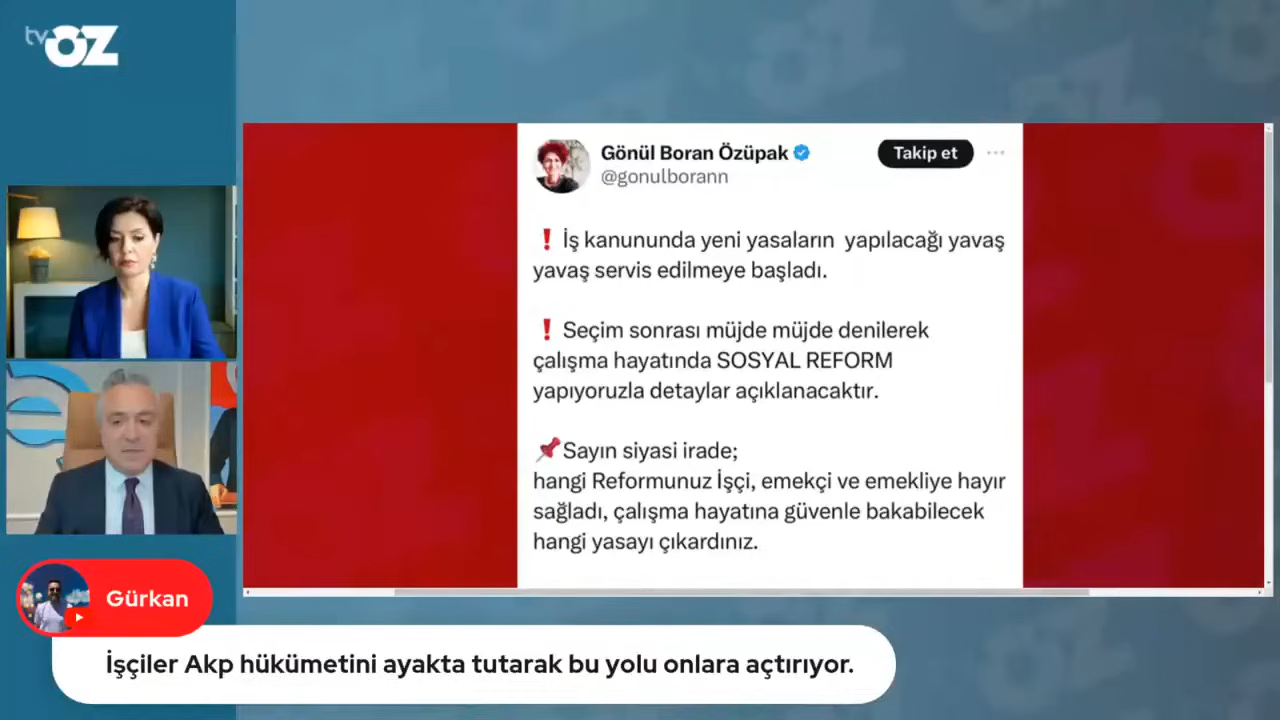 tv ÖZ
Gönül Boran Özüpak
Takip et
@gonulborann
❗ İş kanununda yeni yasaların yapılacağı yavaş
yavaş servis edilmeye başladı.
❗ Seçim sonrası müjde müjde denilerek
çalışma hayatında SOSYAL REFORM
yapıyoruzla detaylar açıklanacaktır.
📌Sayın siyasi irade;
hangi Reformunuz İşçi, emekçi ve emekliye hayır
sağladı, çalışma hayatına güvenle bakabilecek
hangi yasayı çıkardınız.
Gürkan
İşçiler Akp hükümetini ayakta tutarak bu yolu onlara açtırıyor.